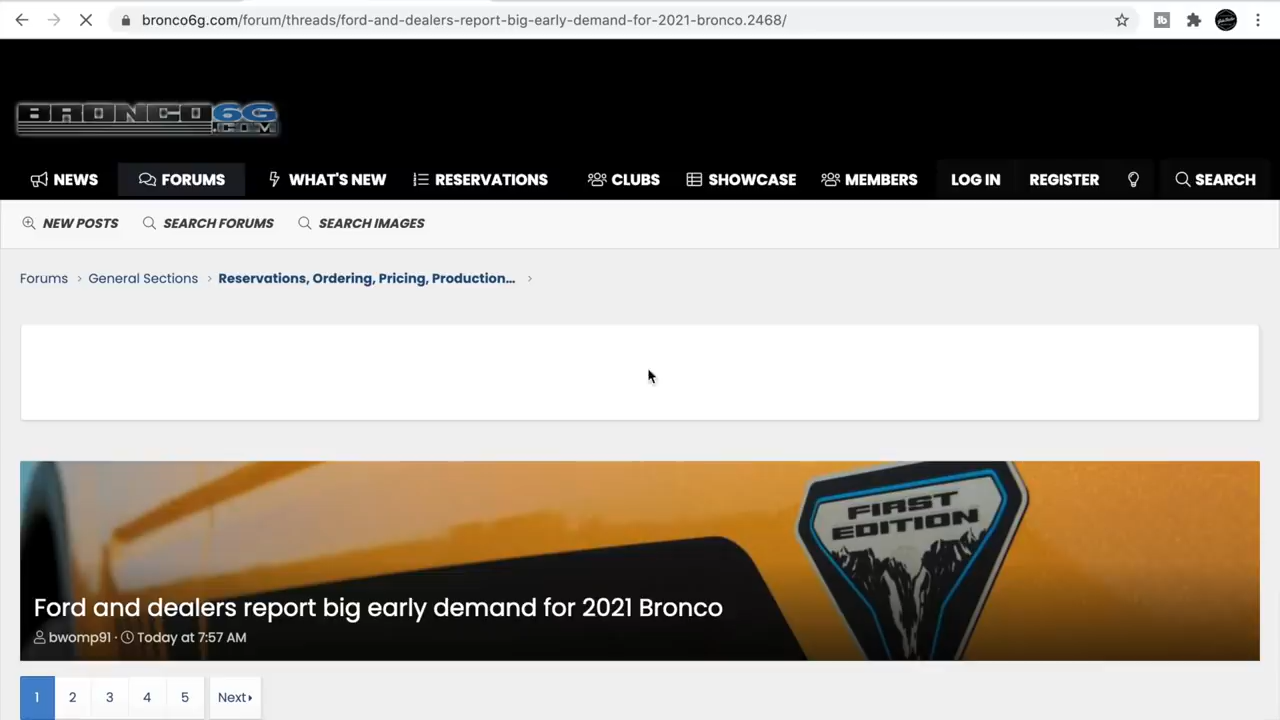 bronco6g.com/forum/threads/ford-and-dealers-report-big-early-demand-for-2021-bronco.2468/
BRONCO6G
.COM
NEWS FORUMS WHAT'S NEW RESERVATIONS CLUBS SHOWCASE MEMBERS LOG IN REGISTER SEARCH
NEW POSTS SEARCH FORUMS SEARCH IMAGES
Forums > General Sections > Reservations, Ordering, Pricing, Production... >
FIRST
EDITION
Ford and dealers report big early demand for 2021 Bronco
bwomp91 · Today at 7:57 AM
1 2 3 4 5 Next